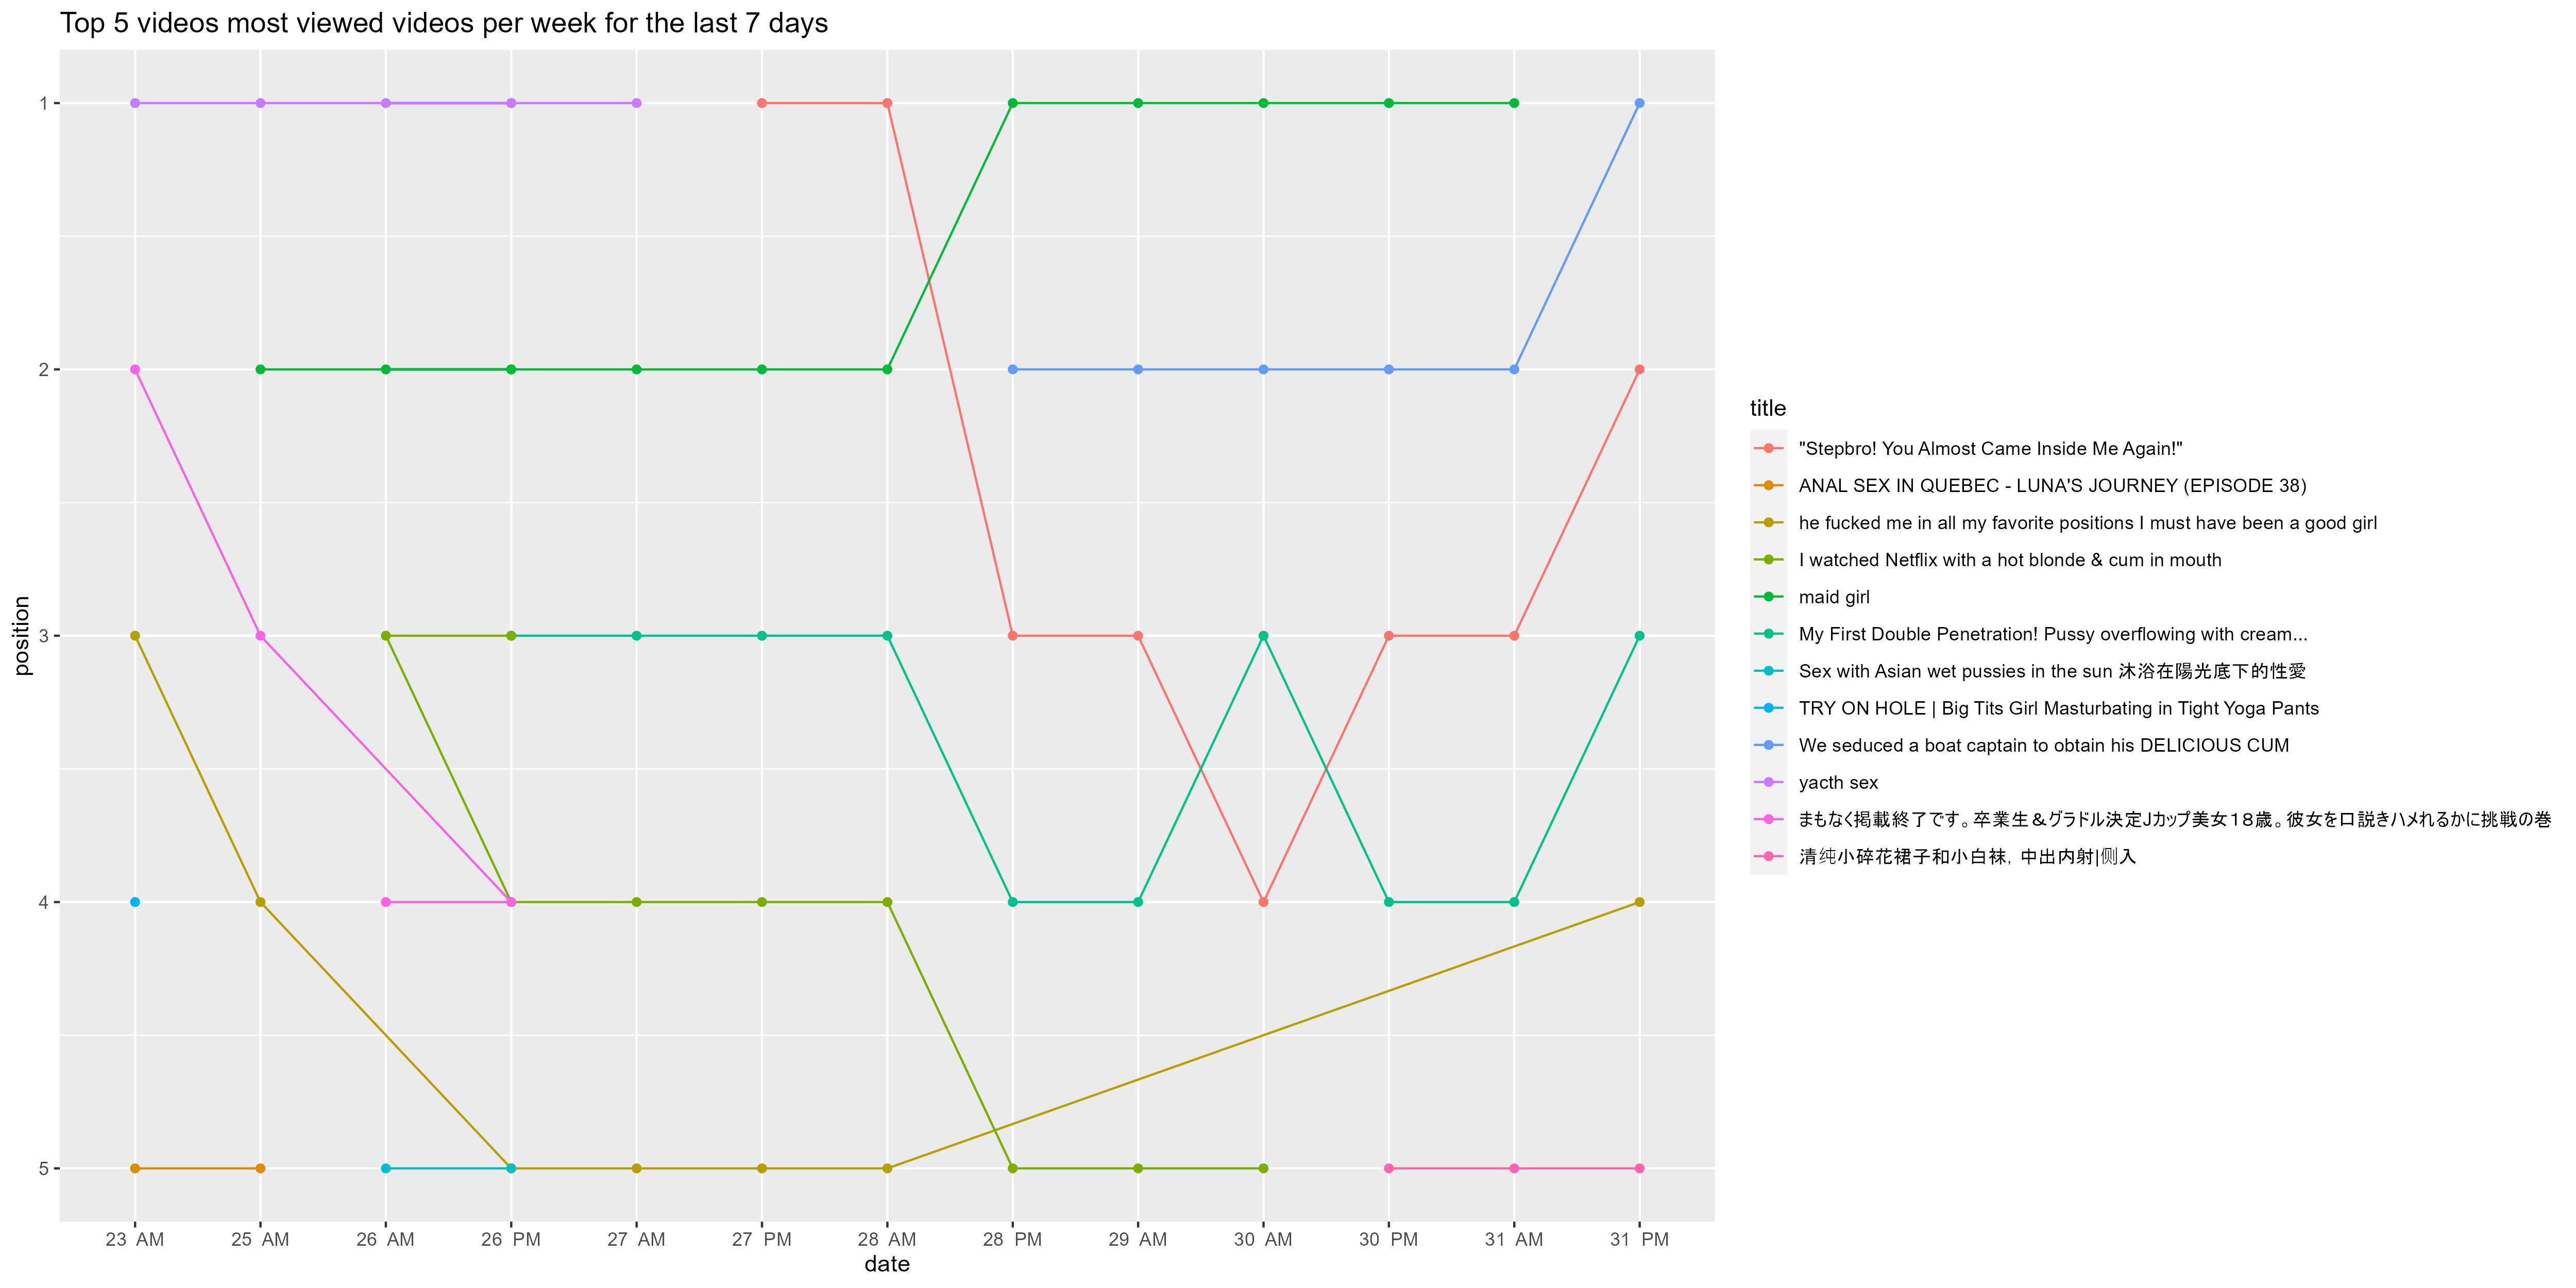 Top 5 videos most viewed videos per week for the last 7 days
1
2
3
4
5
position
23 AM
25 AM
26 AM
26 PM
27 AM
27 PM
28 AM
28 PM
29 AM
30 AM
30 PM
31 AM
31 PM
date
title
"Stepbro! You Almost Came Inside Me Again!"
ANAL SEX IN QUEBEC - LUNA'S JOURNEY (EPISODE 38)
he fucked me in all my favorite positions I must have been a good girl
I watched Netflix with a hot blonde & cum in mouth
maid girl
My First Double Penetration! Pussy overflowing with cream...
Sex with Asian wet pussies in the sun 沐浴在陽光底下的性愛
TRY ON HOLE | Big Tits Girl Masturbating in Tight Yoga Pants
We seduced a boat captain to obtain his DELICIOUS CUM
yacth sex
まもなく掲載終了です。卒業生＆グラドル決定Jカップ美女１８歳。彼女を口説きハメれるかに挑戦の巻
清纯小碎花裙子和小白袜，中出内射|侧入